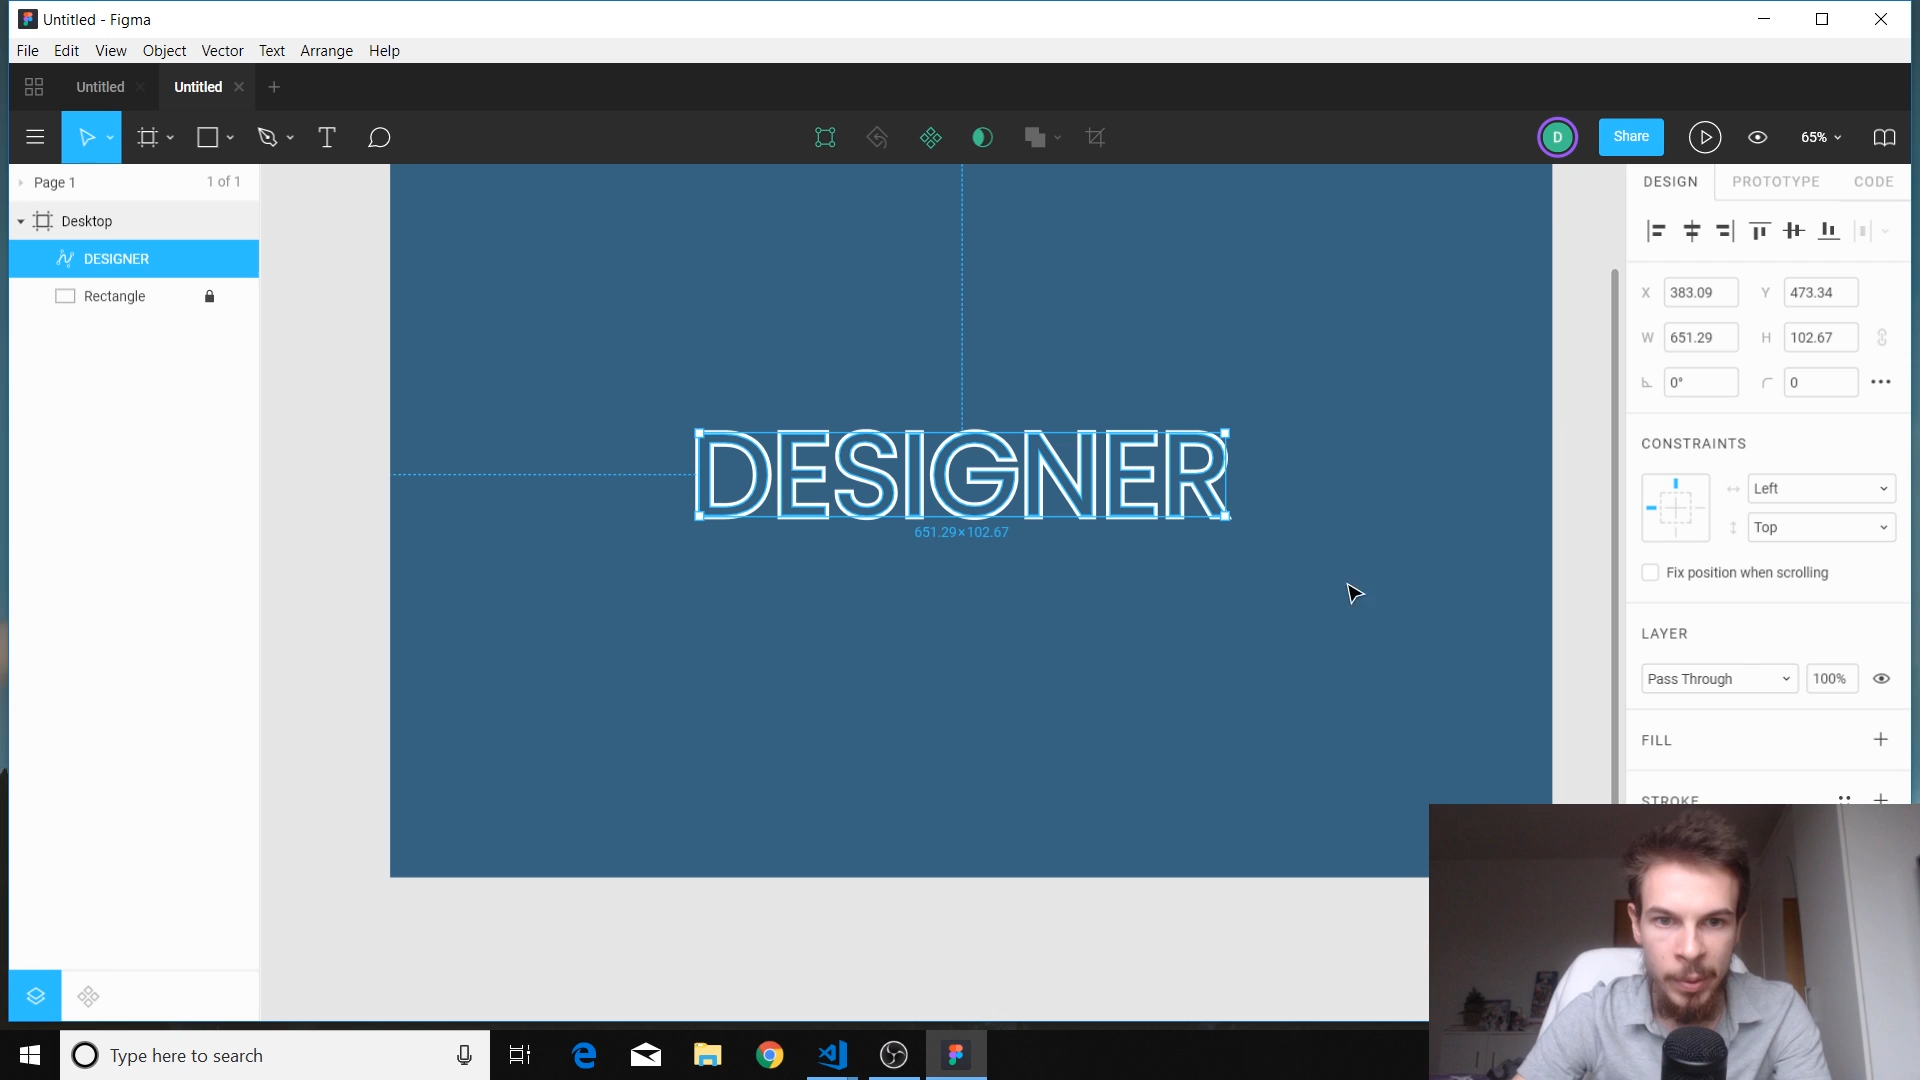 Untitled - Figma
File Edit View Object Vector Text Arrange Help
Untitled Untitled
T D Share 65%
Page 1 1 of 1
Desktop
DESIGNER
Rectangle
DESIGNER
651.29×102.67
DESIGN PROTOTYPE CODE
X 383.09 Y 473.34
W 651.29 H 102.67
0° 0
CONSTRAINTS
Left
Top
Fix position when scrolling
LAYER
Pass Through 100%
FILL
STROKE
Type here to search